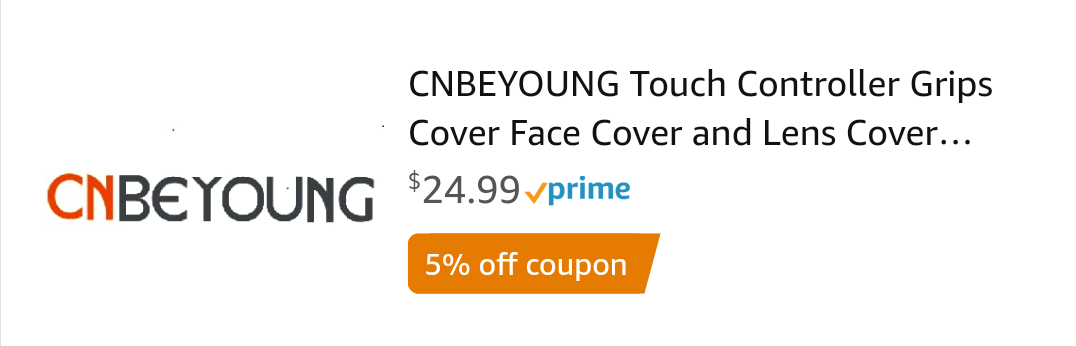 CNBEYOUNG
CNBEYOUNG Touch Controller Grips
Cover Face Cover and Lens Cover...
$24.99 prime
5% off coupon